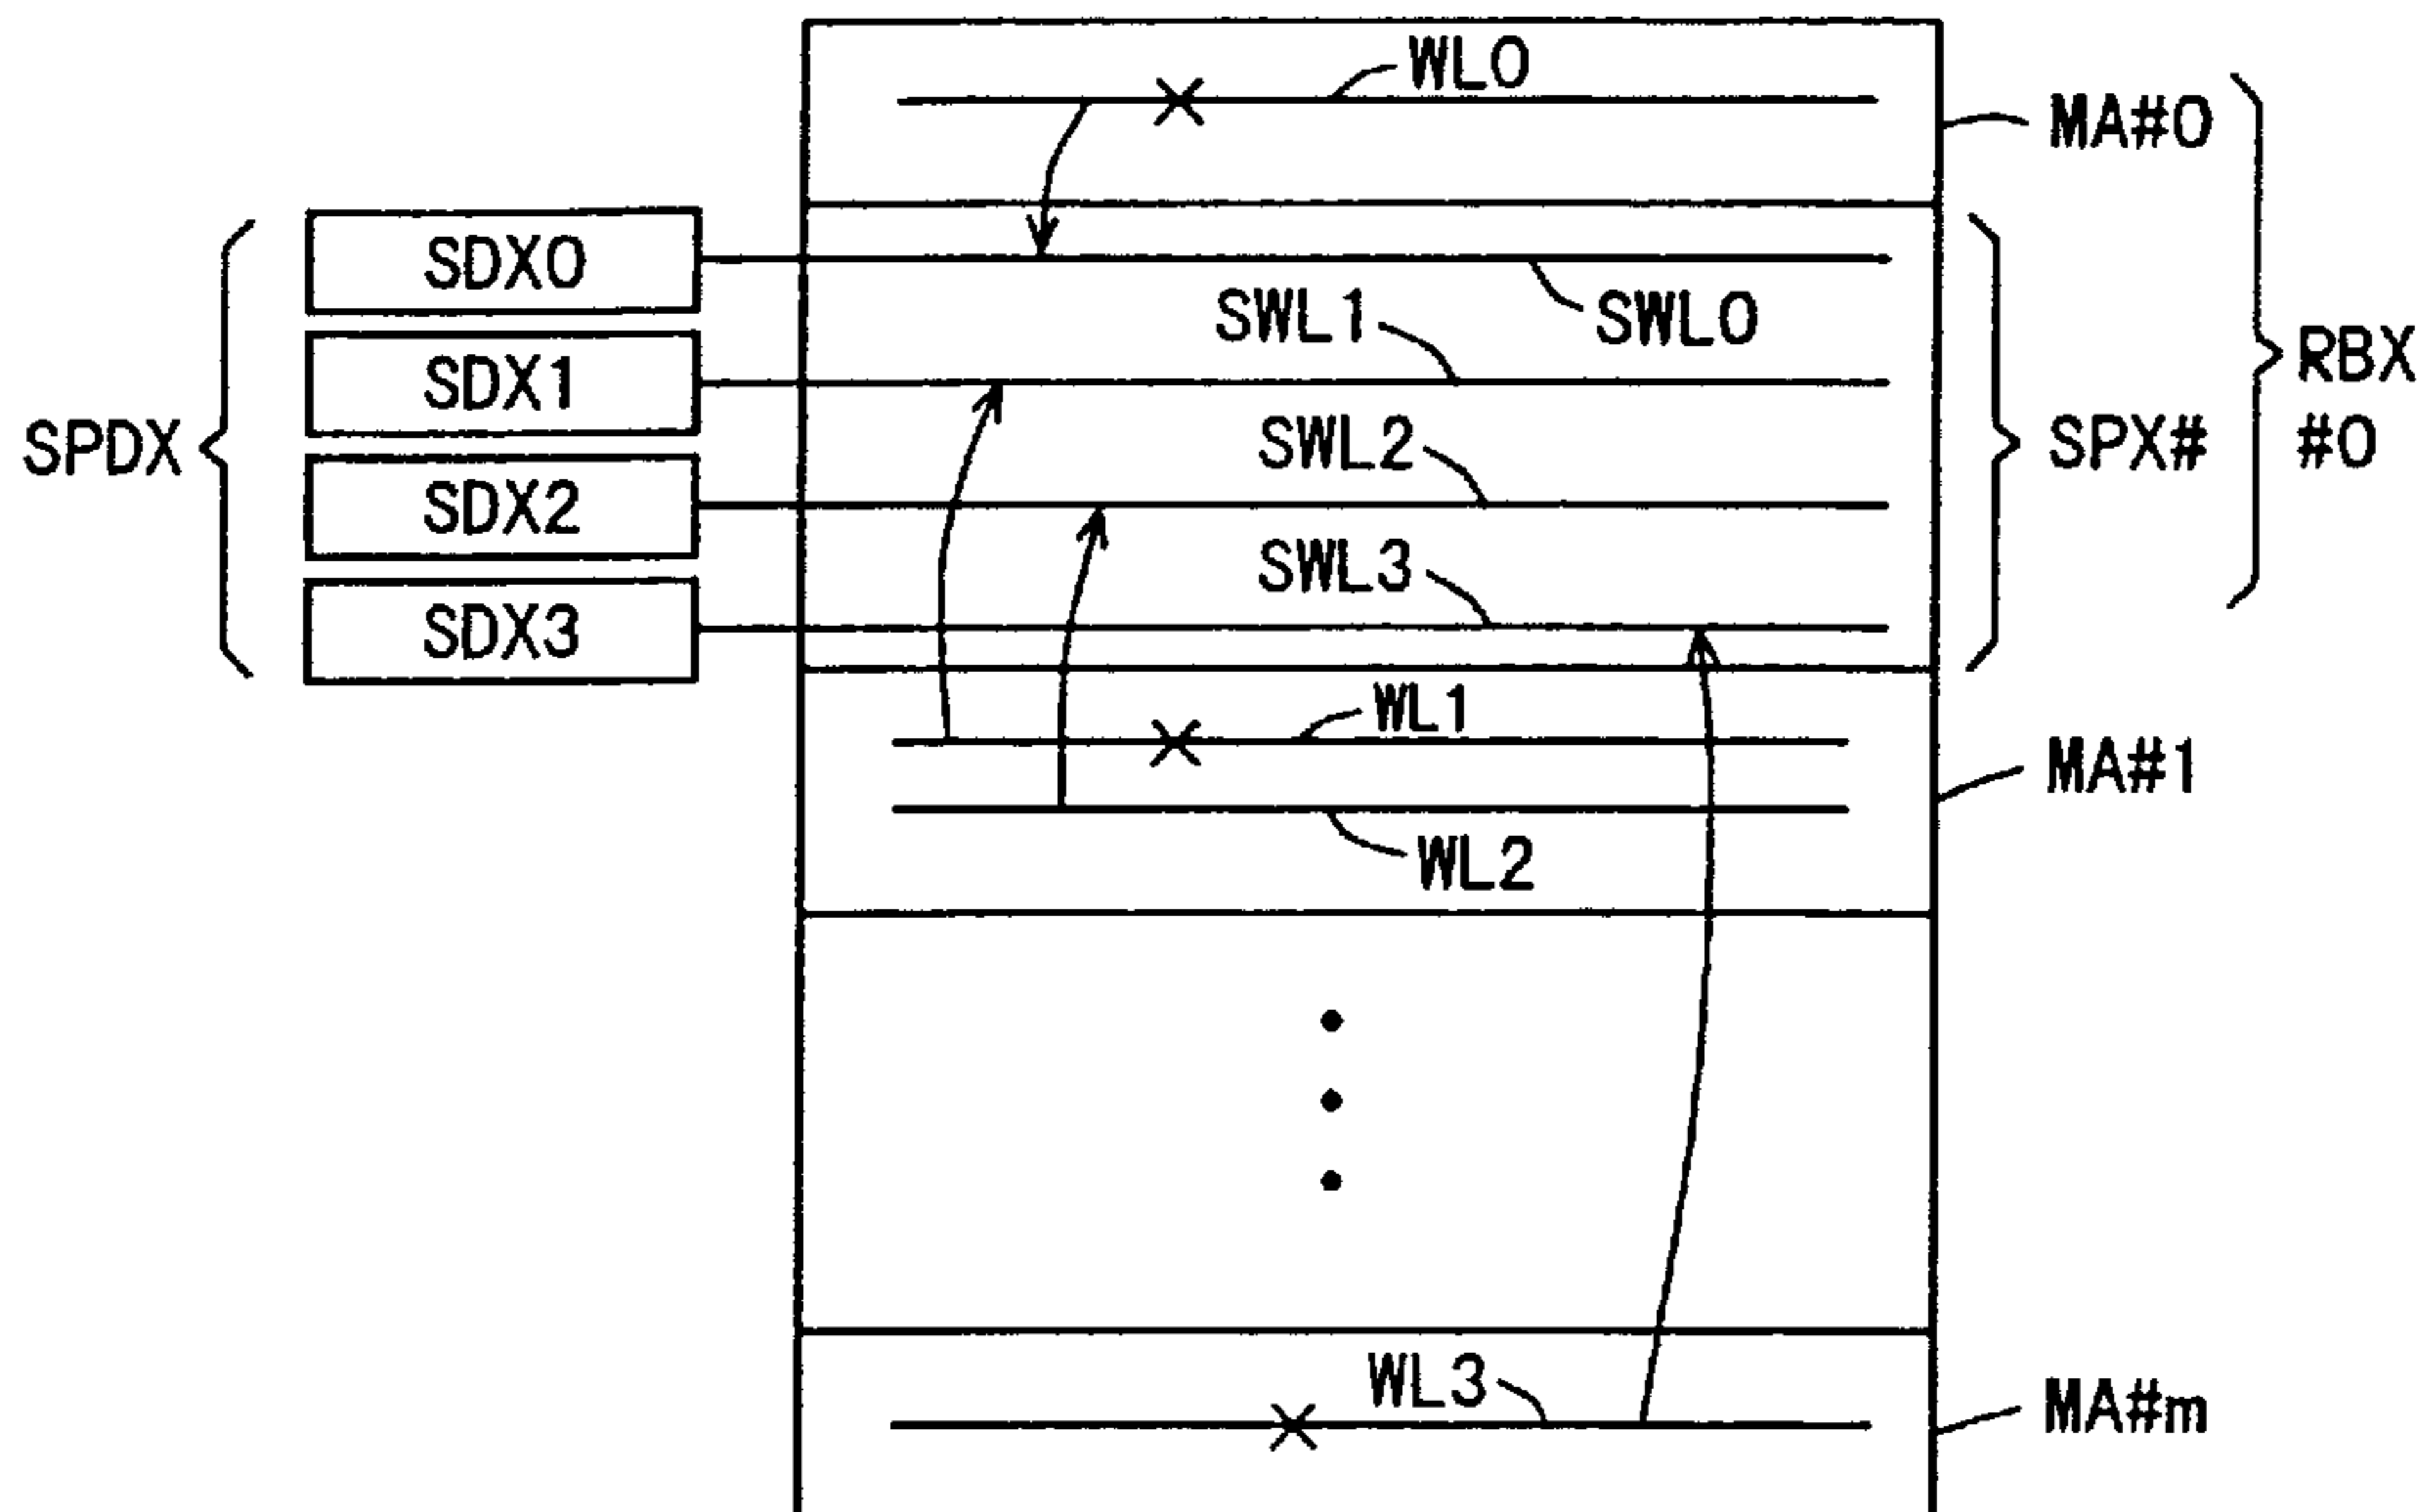 WL0
MA#0
SDX0
SWL1
SWL0
SDX1
RBX
#0
SPDX
SWL2
SPX#
SDX2
SWL3
SDX3
WL1
MA#1
WL2
WL3
MA#m